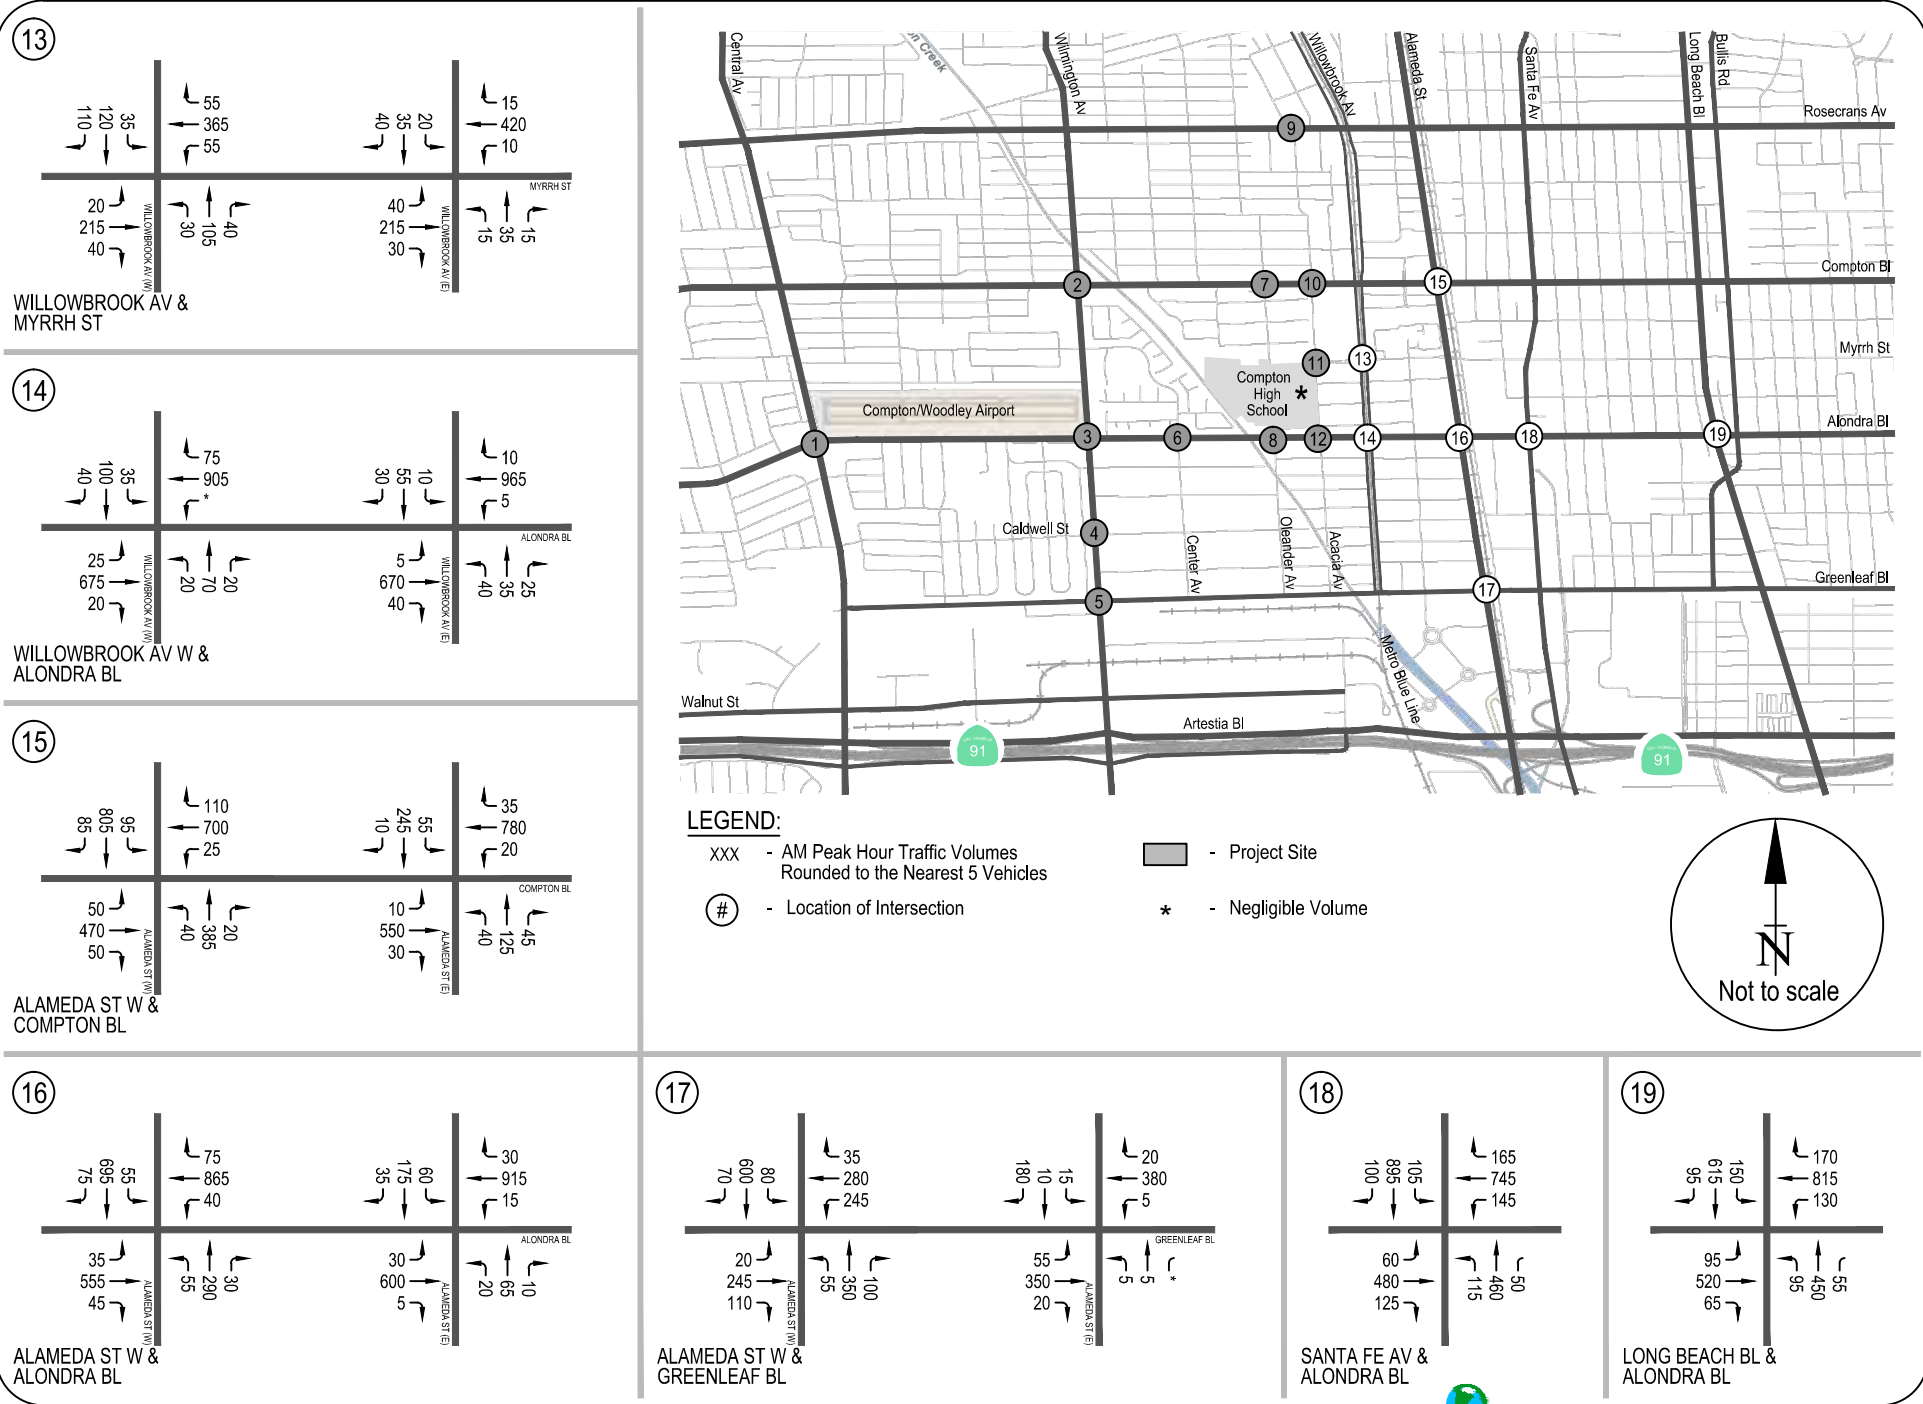 13
110
120
35
55
365
55
20
215
40
30
105
40
WILLOWBROOK AV (W)
40
35
20
15
420
10
MYRRH ST
40
215
30
15
35
15
WILLOWBROOK AV (E)
WILLOWBROOK AV &
MYRRH ST
14
40
100
35
75
905
*
25
675
20
20
70
20
WILLOWBROOK AV (W)
30
55
10
10
965
5
ALONDRA BL
5
670
40
40
35
25
WILLOWBROOK AV (E)
WILLOWBROOK AV W &
ALONDRA BL
15
85
805
95
110
700
25
50
470
50
40
385
20
ALAMEDA ST (W)
10
245
55
35
780
20
COMPTON BL
10
550
30
40
125
45
ALAMEDA ST (E)
ALAMEDA ST W &
COMPTON BL
16
75
695
55
75
865
40
35
555
45
55
290
30
ALAMEDA ST (W)
35
175
60
30
915
15
ALONDRA BL
30
600
5
20
65
10
ALAMEDA ST (E)
ALAMEDA ST W &
ALONDRA BL
17
70
600
80
35
280
245
20
245
110
55
350
100
ALAMEDA ST (W)
180
10
15
20
380
5
GREENLEAF BL
55
350
20
5
5
*
ALAMEDA ST (E)
ALAMEDA ST W &
GREENLEAF BL
18
100
895
105
165
745
145
60
480
125
115
460
50
SANTA FE AV &
ALONDRA BL
19
95
615
150
170
815
130
95
520
65
95
450
55
LONG BEACH BL &
ALONDRA BL
Central Av
Creek
Wilmington Av
Willowbrook Av
Alameda St
Santa Fe Av
Long Beach Bl
Bullis Rd
Rosecrans Av
9
Compton Bl
2
7
10
15
Myrrh St
11
13
Compton
High
School
*
Compton/Woodley Airport
Alondra Bl
1
3
6
8
12
14
16
18
19
Caldwell St
4
Center Av
Oleander Av
Acacia Av
Greenleaf Bl
5
17
Metro Blue Line
Walnut St
Artestia Bl
91
91
LEGEND:
XXX - AM Peak Hour Traffic Volumes
Rounded to the Nearest 5 Vehicles
# - Location of Intersection
- Project Site
* - Negligible Volume
N
Not to scale